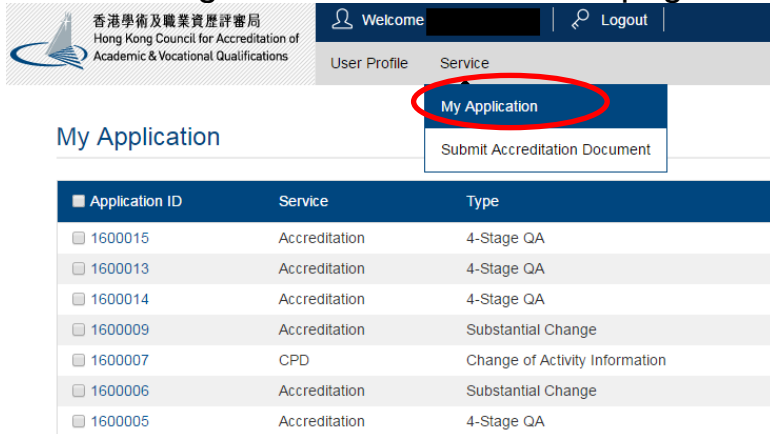 香港學術及職業資歷評審局
Hong Kong Council for Accreditation of
Academic & Vocational Qualifications
Welcome
Logout
User Profile
Service
My Application
Submit Accreditation Document
My Application
Application ID Service Type
1600015 Accreditation 4-Stage QA
1600013 Accreditation 4-Stage QA
1600014 Accreditation 4-Stage QA
1600009 Accreditation Substantial Change
1600007 CPD Change of Activity Information
1600006 Accreditation Substantial Change
1600005 Accreditation 4-Stage QA